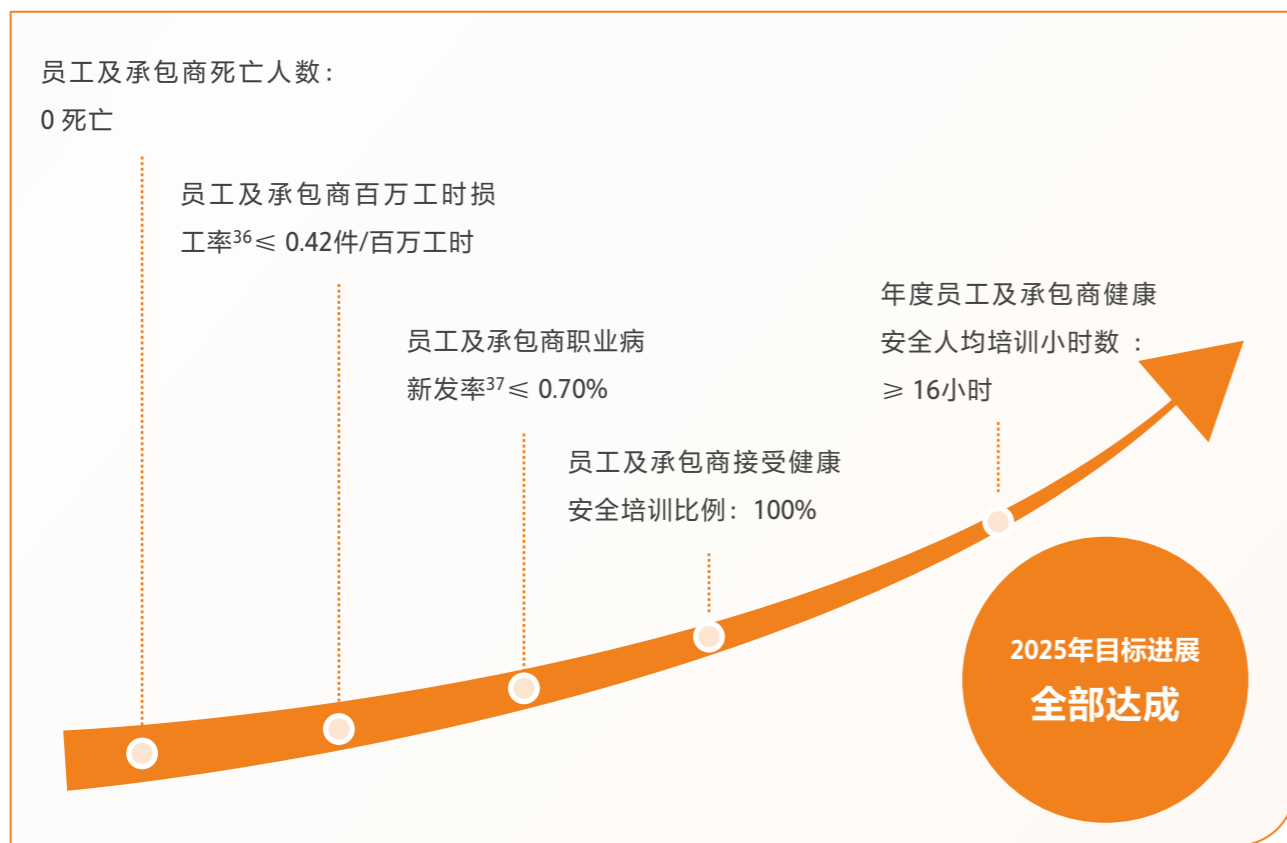 员工及承包商死亡人数：
0 死亡
员工及承包商百万工时损
工率36≤ 0.42件/百万工时
员工及承包商职业病
新发率37≤ 0.70%
员工及承包商接受健康
安全培训比例：100%
年度员工及承包商健康
安全人均培训小时数 ：
≥ 16小时
2025年目标进展
全部达成